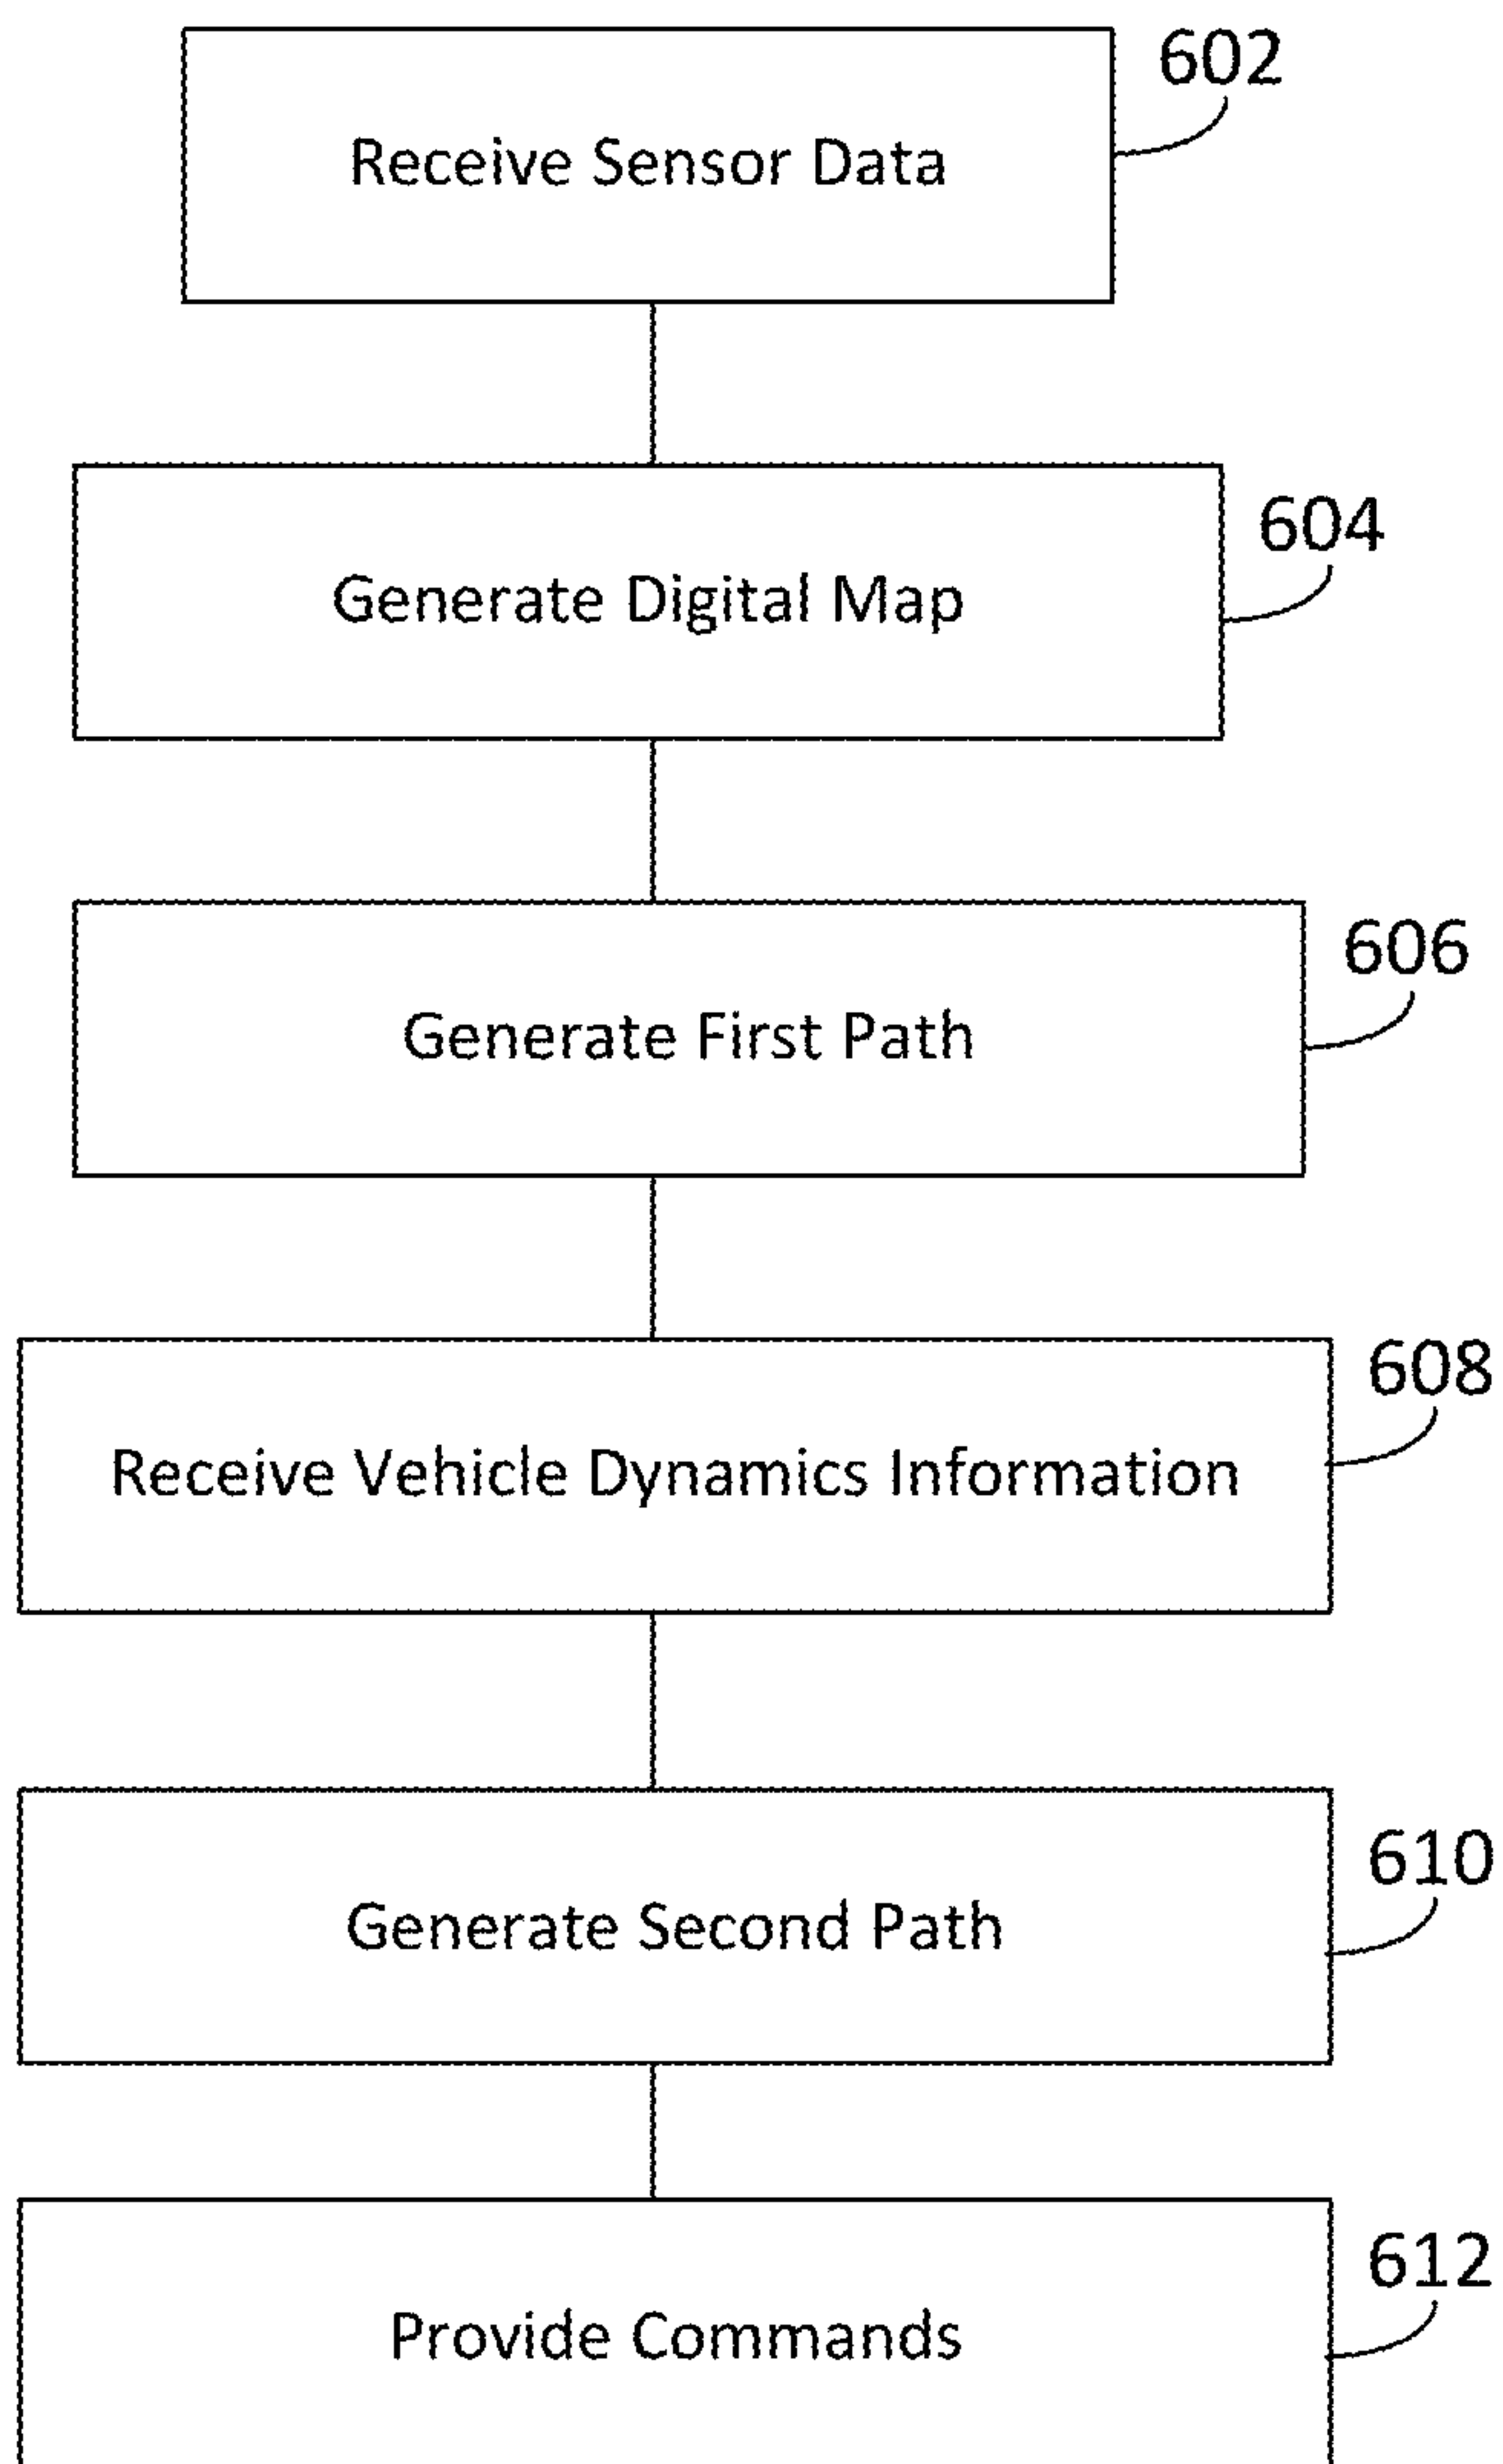 602
Receive Sensor Data
604
Generate Digital Map
606
Generate First Path
608
Receive Vehicle Dynamics Information
610
Generate Second Path
612
Provide Commands